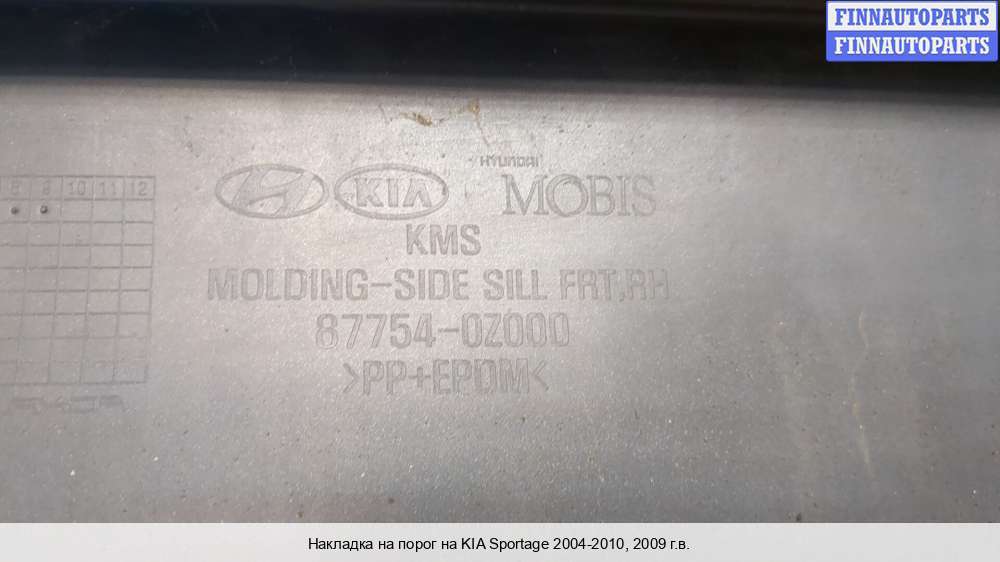 FINNAUTOPARTS
FINNAUTOPARTS
HYUNDAI
KIA MOBIS
8 9 10 11 12
KMS
MOLDING-SIDE SILL FRT,RH
87754-0Z000
>PP+EPDM<
Накладка на порог на KIA Sportage 2004-2010, 2009 г.в.